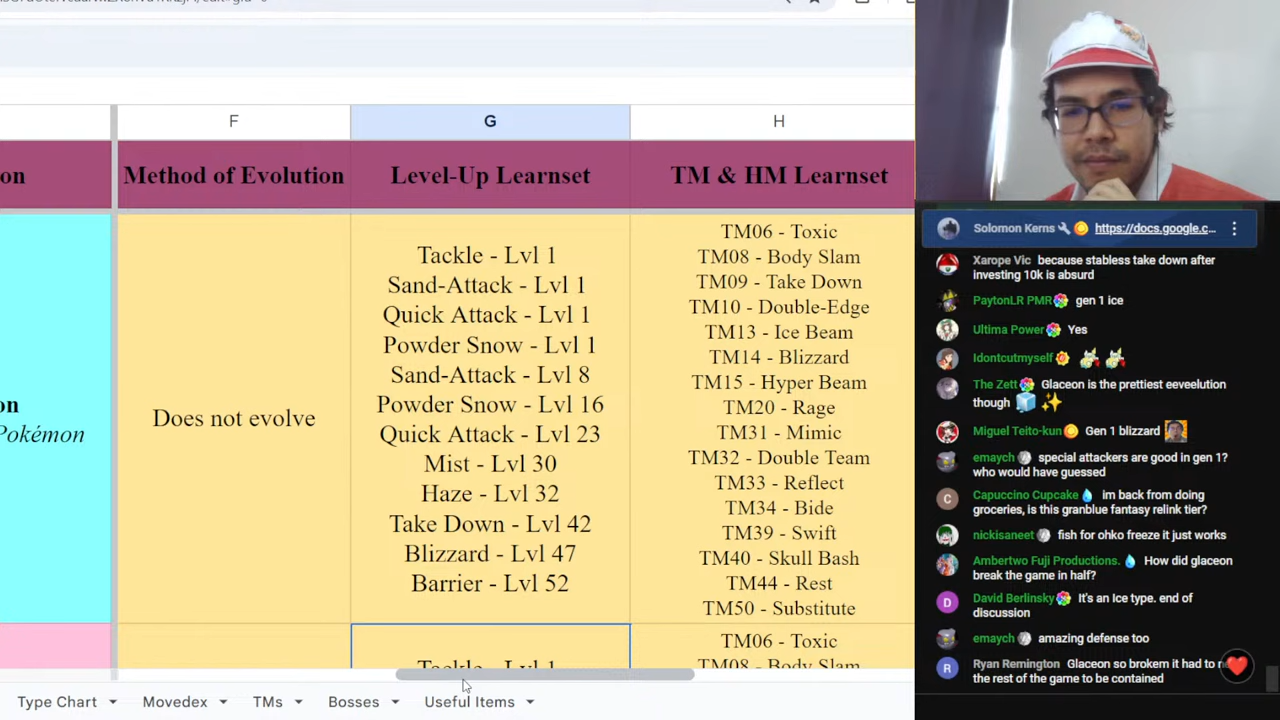 F
G
H
on
Method of Evolution
Level-Up Learnset
TM & HM Learnset
on
Pokémon
Does not evolve
Tackle - Lvl 1
Sand-Attack - Lvl 1
Quick Attack - Lvl 1
Powder Snow - Lvl 1
Sand-Attack - Lvl 8
Powder Snow - Lvl 16
Quick Attack - Lvl 23
Mist - Lvl 30
Haze - Lvl 32
Take Down - Lvl 42
Blizzard - Lvl 47
Barrier - Lvl 52
TM06 - Toxic
TM08 - Body Slam
TM09 - Take Down
TM10 - Double-Edge
TM13 - Ice Beam
TM14 - Blizzard
TM15 - Hyper Beam
TM20 - Rage
TM31 - Mimic
TM32 - Double Team
TM33 - Reflect
TM34 - Bide
TM39 - Swift
TM40 - Skull Bash
TM44 - Rest
TM50 - Substitute
Tackle - Lvl 1
TM06 - Toxic
TM08 - Body Slam
Type Chart
Movedex
TMs
Bosses
Useful Items
Solomon Kerns https://docs.google.c...
Xarope Vic because stabless take down after
investing 10k is absurd
PaytonLR PMR gen 1 ice
Ultima Power Yes
Idontcutmyself
The Zett Glaceon is the prettiest eeveelution
though
Miguel Teito-kun Gen 1 blizzard
emaych special attackers are good in gen 1?
who would have guessed
Capuccino Cupcake im back from doing
groceries, is this granblue fantasy relink tier?
nickisaneet fish for ohko freeze it just works
Ambertwo Fuji Productions. How did glaceon
break the game in half?
David Berlinsky It's an Ice type. end of
discussion
emaych amazing defense too
Ryan Remington Glaceon so brokem it had to
the rest of the game to be contained